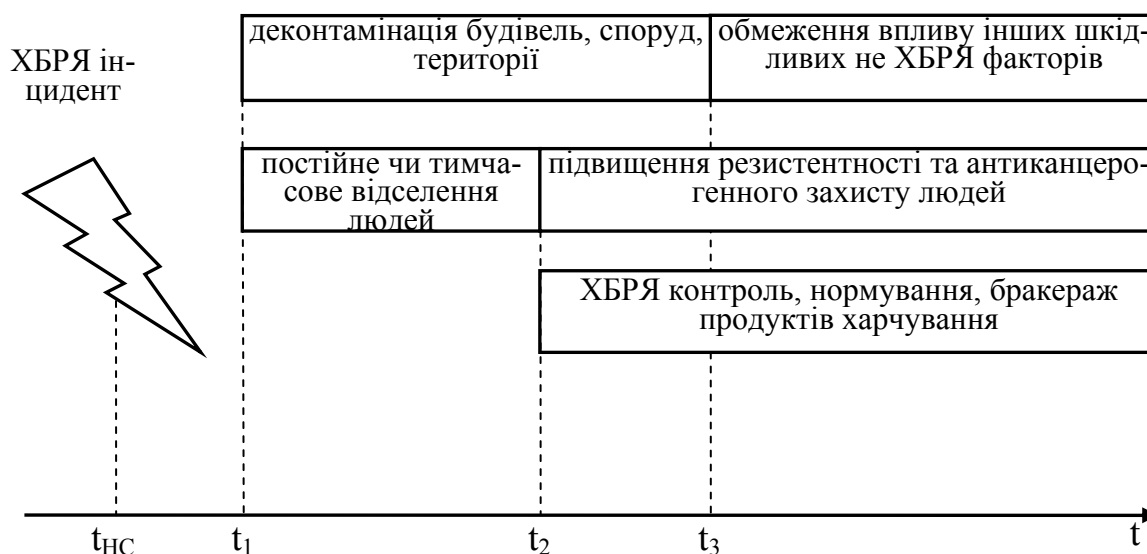 ХБРЯ ін-
цидент
деконтамінація будівель, споруд,
території
обмеження впливу інших шкід-
ливих не ХБРЯ факторів
постійне чи тимча-
сове відселення
людей
підвищення резистентності та антиканцеро-
генного захисту людей
ХБРЯ контроль, нормування, бракераж
продуктів харчування
tНС t1 t2 t3 t